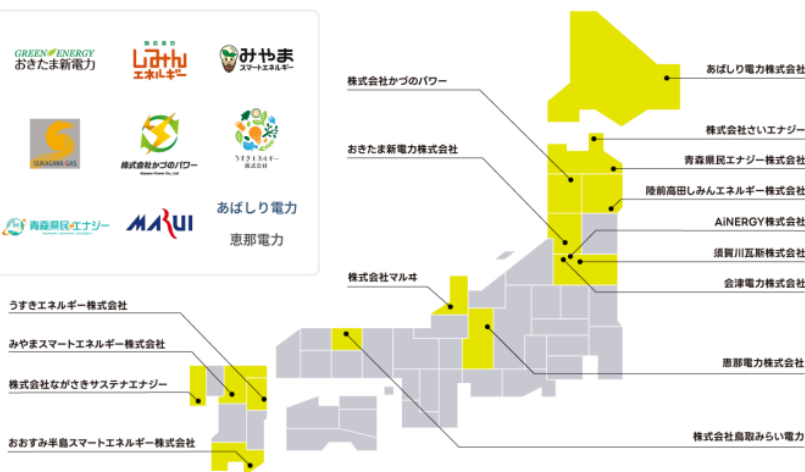 GREEN ENERGY
おきたま新電力
陸前高田
しみん
エネルギー
みやま
スマートエネルギー
SUKAGAWA GAS
株式会社かづのパワー
Kazuno Power Co., Ltd
うすきエネルギー
株式会社
青森県民エナジー
MARUI
あばしり電力
恵那電力
株式会社かづのパワー
おきたま新電力株式会社
株式会社マルヰ
うすきエネルギー株式会社
みやまスマートエネルギー株式会社
株式会社ながさきサステナエナジー
おおすみ半島スマートエネルギー株式会社
あばしり電力株式会社
株式会社さいエナジー
青森県民エナジー株式会社
陸前高田しみんエネルギー株式会社
AiNERGY株式会社
須賀川瓦斯株式会社
会津電力株式会社
恵那電力株式会社
株式会社鳥取みらい電力